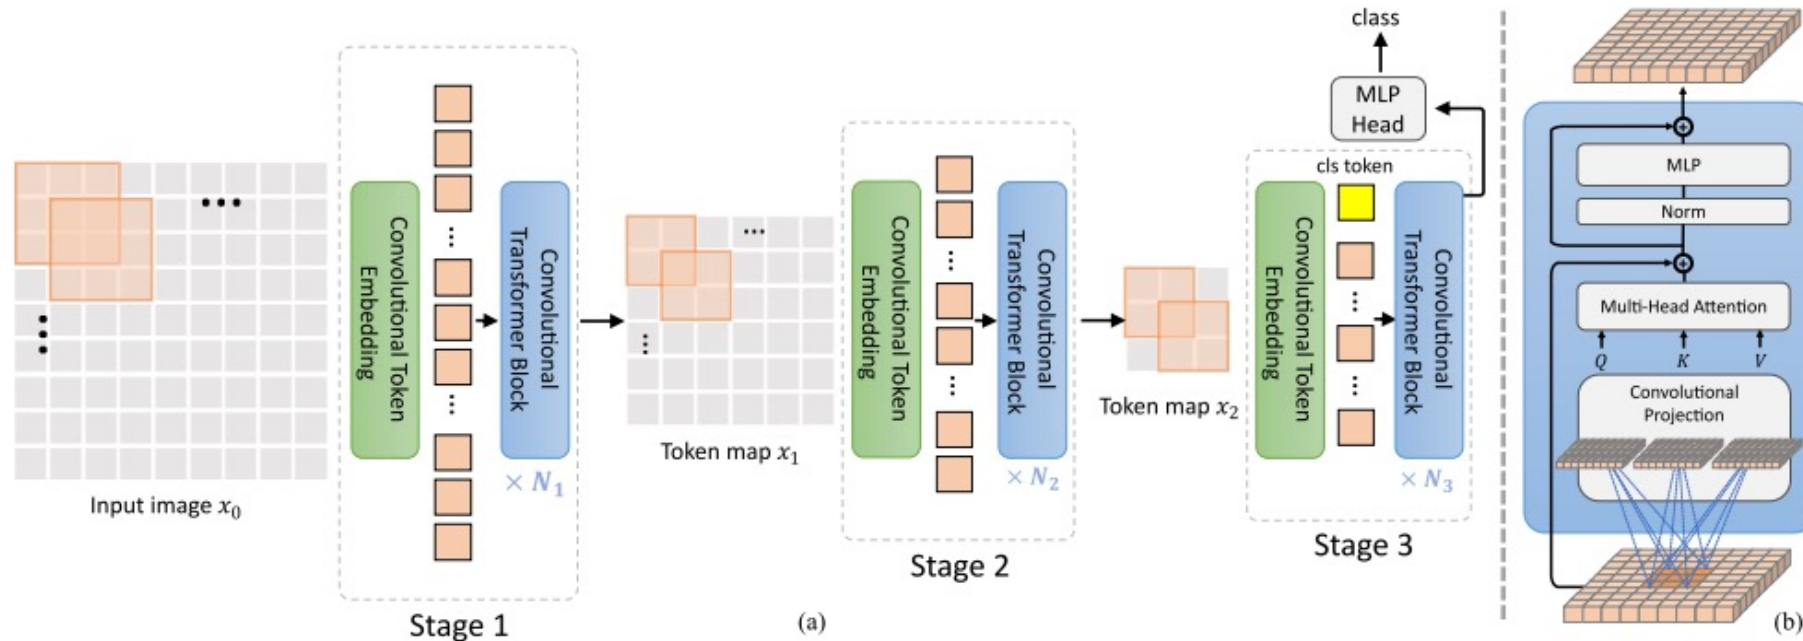 class
MLP
Head
cls token
Convolutional Token
Embedding
...
Convolutional
Transformer Block
× N₁
Input image x₀
Stage 1
Token map x₁
Convolutional Token
Embedding
Convolutional
Transformer Block
× N₂
Stage 2
Token map x₂
Convolutional Token
Embedding
Convolutional
Transformer Block
× N₃
Stage 3
(a)
MLP
Norm
Multi-Head Attention
Q K V
Convolutional
Projection
(b)